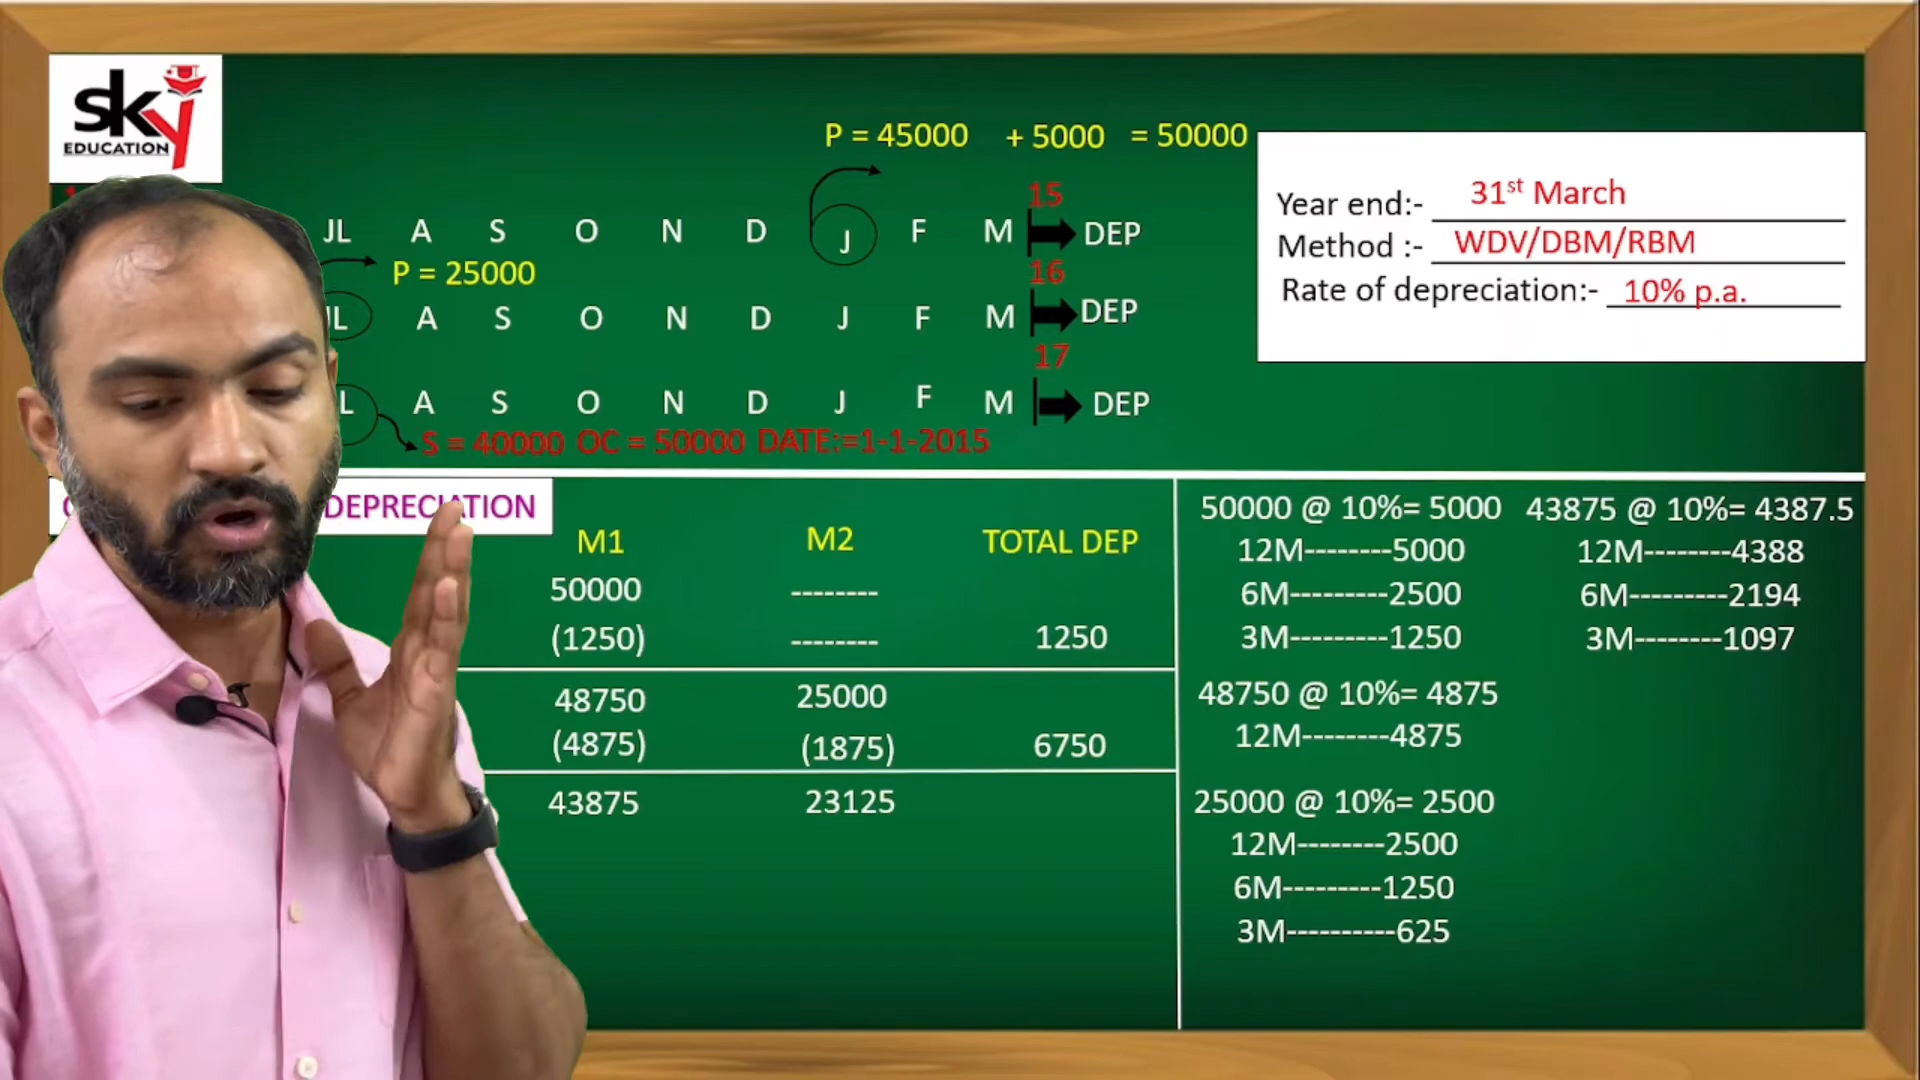 sky
EDUCATION
P = 45000 + 5000 = 50000
15
JL A S O N D J F M DEP
P = 25000
16
A S O N D J F M DEP
17
A S O N D J F M DEP
S = 40000 OC = 50000 DATE:=1-1-2015
Year end:- 31st March
Method :- WDV/DBM/RBM
Rate of depreciation:- 10% p.a.
DEPRECIATION
M1 M2 TOTAL DEP
50000 --------
(1250) -------- 1250
48750 25000
(4875) (1875) 6750
43875 23125
50000 @ 10%= 5000
12M--------5000
6M---------2500
3M---------1250
48750 @ 10%= 4875
12M--------4875
25000 @ 10%= 2500
12M--------2500
6M---------1250
3M----------625
43875 @ 10%= 4387.5
12M--------4388
6M---------2194
3M--------1097